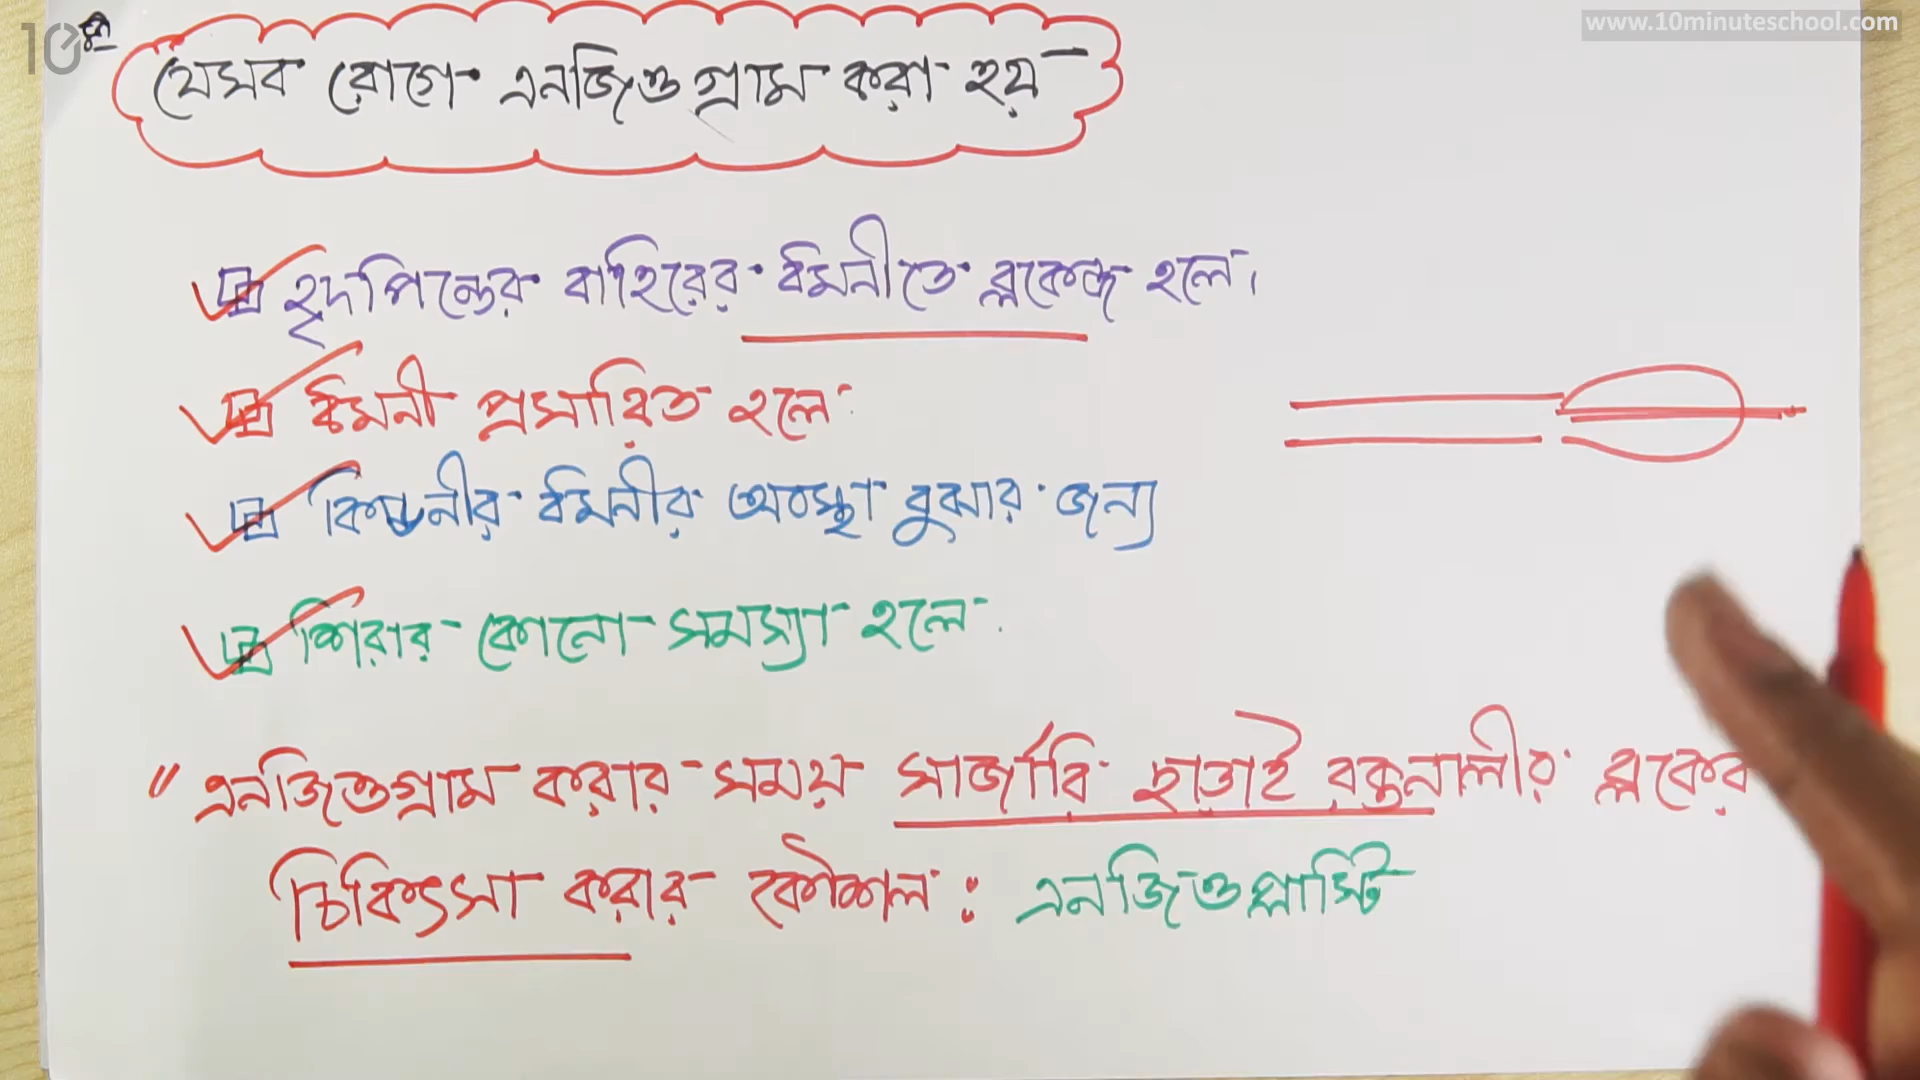 www.10minuteschool.com
10
যেসব রোগে এনজিওগ্রাম করা হয়
হৃদপিন্ডের বাহিরের ধমনীতে ব্লকেজ হলে।
ধমনী প্রসারিত হলে
কিডনীর ধমনীর অবস্থা বুঝার জন্য
শিরার কোনো সমস্যা হলে
" এনজিওগ্রাম করার সময় সার্জারি ছাড়াই রক্তনালীর ব্লকের
চিকিৎসা করার কৌশল : এনজিওপ্লাস্টি